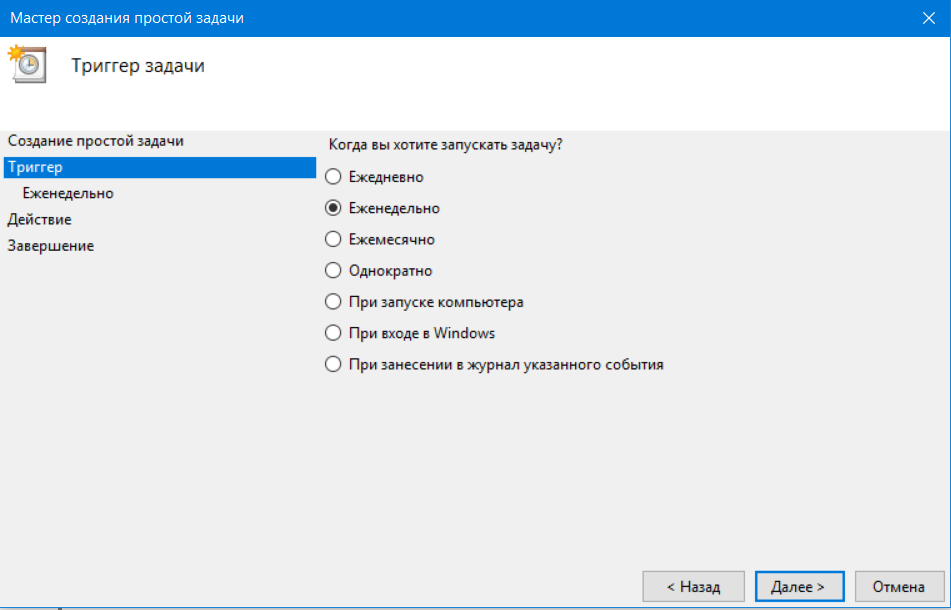 Мастер создания простой задачи
Триггер задачи
Создание простой задачи
Триггер
Еженедельно
Действие
Завершение
Когда вы хотите запускать задачу?
Ежедневно
Еженедельно
Ежемесячно
Однократно
При запуске компьютера
При входе в Windows
При занесении в журнал указанного события
< Назад
Далее >
Отмена